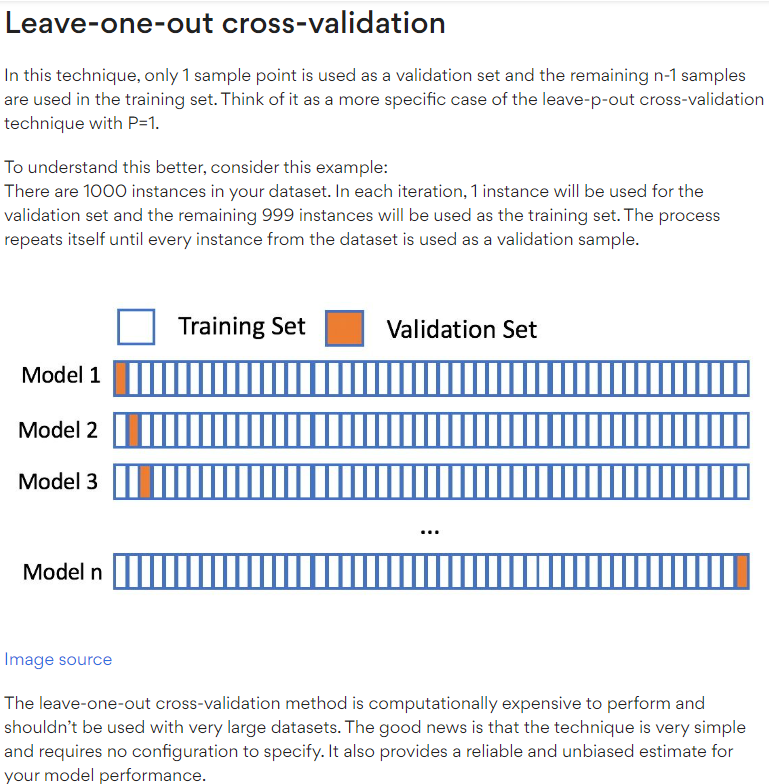 Leave-one-out cross-validation
In this technique, only 1 sample point is used as a validation set and the remaining n-1 samples
are used in the training set. Think of it as a more specific case of the leave-p-out cross-validation
technique with P=1.
To understand this better, consider this example:
There are 1000 instances in your dataset. In each iteration, 1 instance will be used for the
validation set and the remaining 999 instances will be used as the training set. The process
repeats itself until every instance from the dataset is used as a validation sample.
Training Set Validation Set
Model 1
Model 2
Model 3
...
Model n
Image source
The leave-one-out cross-validation method is computationally expensive to perform and
shouldn't be used with very large datasets. The good news is that the technique is very simple
and requires no configuration to specify. It also provides a reliable and unbiased estimate for
your model performance.